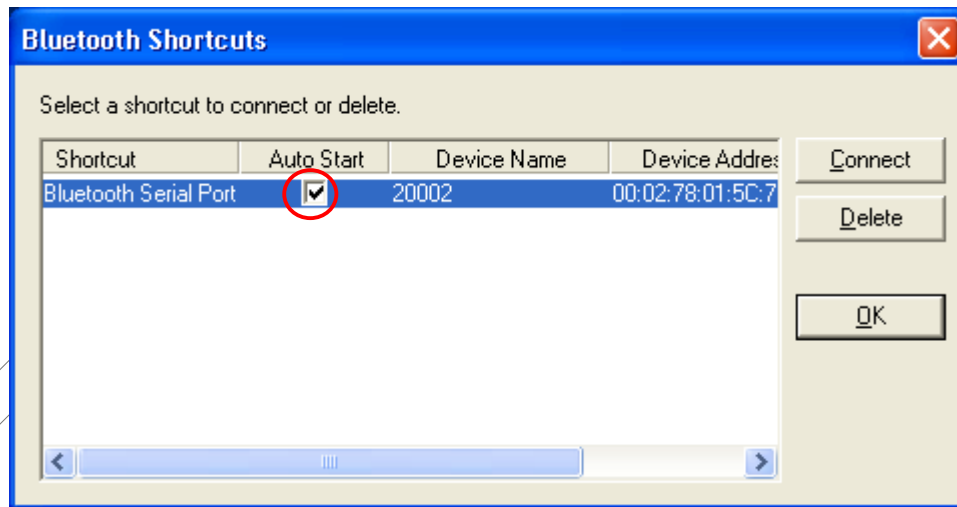 Bluetooth Shortcuts
Select a shortcut to connect or delete.
Shortcut Auto Start Device Name Device Addres
Bluetooth Serial Port 20002 00:02:78:01:5C:7
Connect
Delete
OK